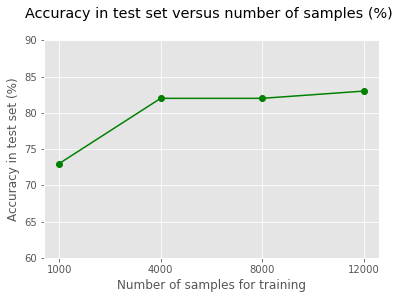 Accuracy in test set versus number of samples (%)
90
85
80
75
70
65
60
Accuracy in test set (%)
1000 4000 8000 12000
Number of samples for training